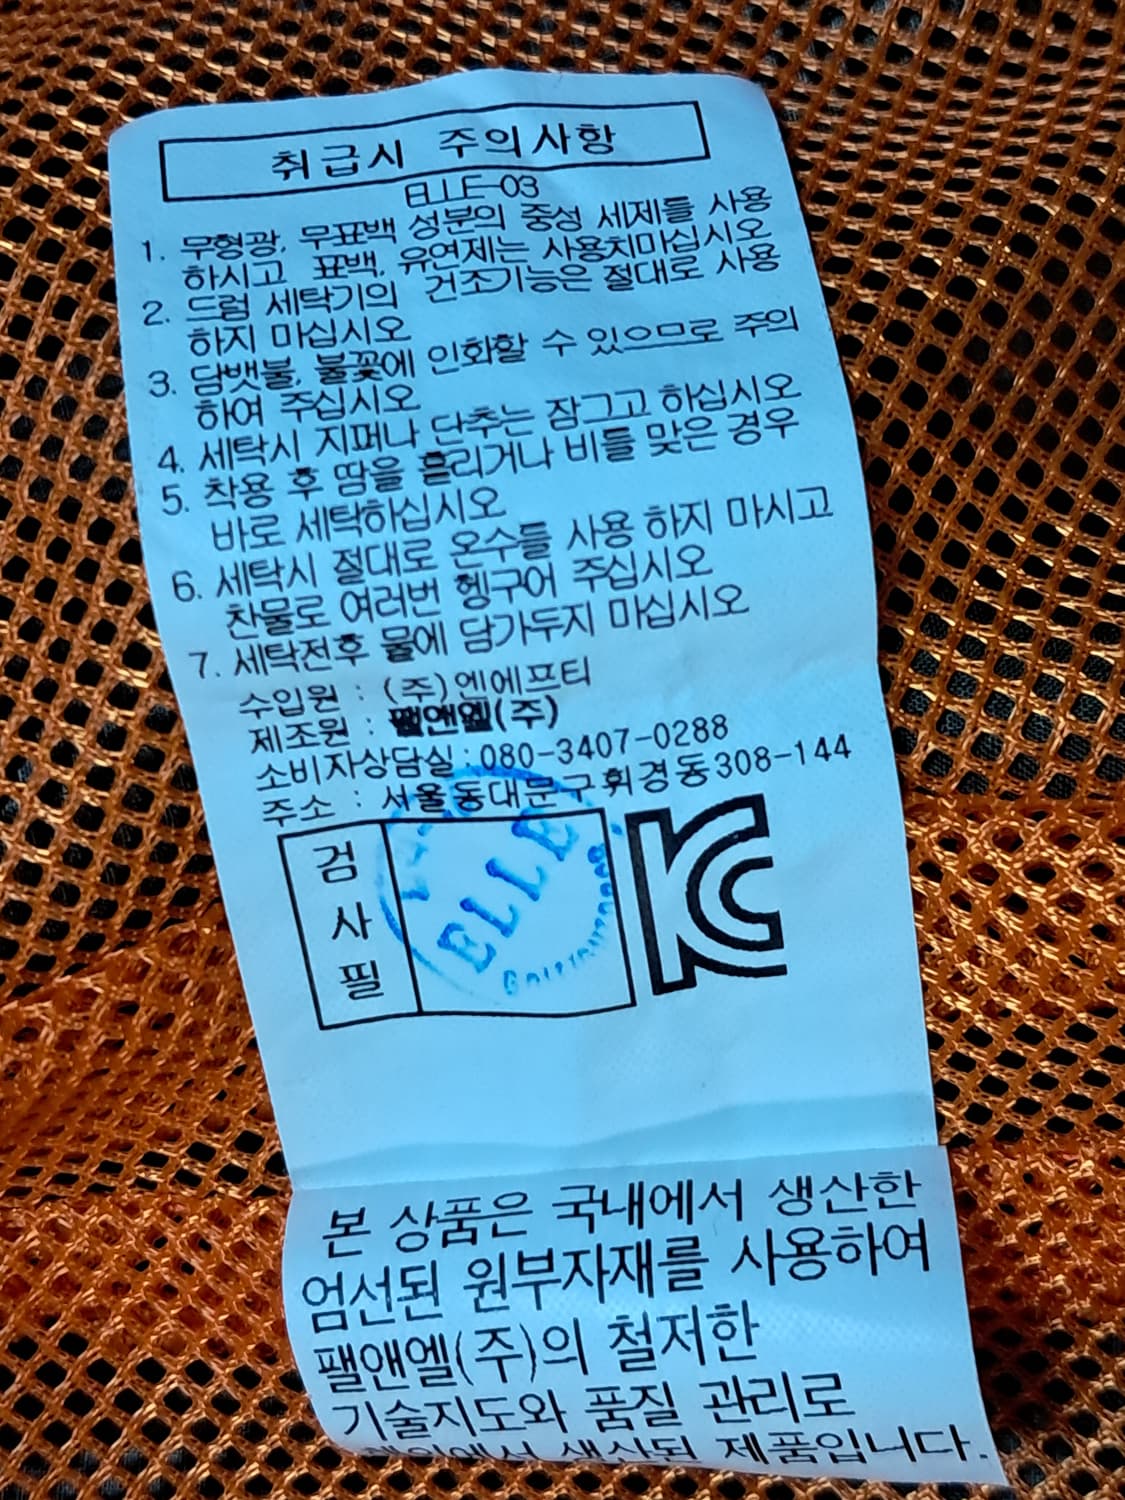 취급시 주의사항
ELLE-03
1. 무형광, 무표백 성분의 중성 세제를 사용
하시고 표백, 유연제는 사용치마십시오
2. 드럼 세탁기의 건조기능은 절대로 사용
하지 마십시오
3. 담뱃불, 불꽃에 인화할 수 있으므로 주의
하여 주십시오
4. 세탁시 지퍼나 단추는 잠그고 하십시오
5. 착용 후 땀을 흘리거나 비를 맞은 경우
바로 세탁하십시오
6. 세탁시 절대로 온수를 사용 하지 마시고
찬물로 여러번 헹구어 주십시오
7. 세탁전후 물에 담가두지 마십시오
수입원 : (주)엔에프티
제조원 : 팰앤엘(주)
소비자상담실 : 080-3407-0288
주소 : 서울동대문구휘경동308-144
검사필
ELLE
KC
본 상품은 국내에서 생산한
엄선된 원부자재를 사용하여
팰앤엘(주)의 철저한
기술지도와 품질 관리로
생산된 제품입니다.